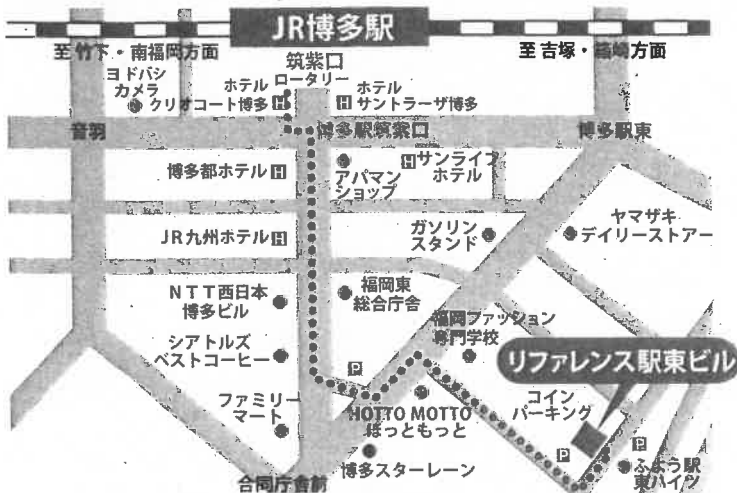 JR博多駅
至 竹下・南福岡方面
至 吉塚・箱崎方面
筑紫口
ロータリー
ヨドバシ
カメラ
ホテル
クリオコート博多 H
ホテル
H サントラーザ博多
音羽
博多駅筑紫口
博多駅東
博多都ホテル H
アパマン
ショップ
H サンライフ
ホテル
JR九州ホテル H
ガソリン
スタンド
ヤマザキ
デイリーストアー
NTT西日本
博多ビル
福岡東
総合庁舎
シアトルズ
ベストコーヒー
福岡ファッション
専門学校
P
リファレンス駅東ビル
ファミリー
マート
HOTTO MOTTO
ほっともっと
コイン
パーキング
P
P
博多スターレーン
ふよう駅
東ハイツ
合同庁舎前